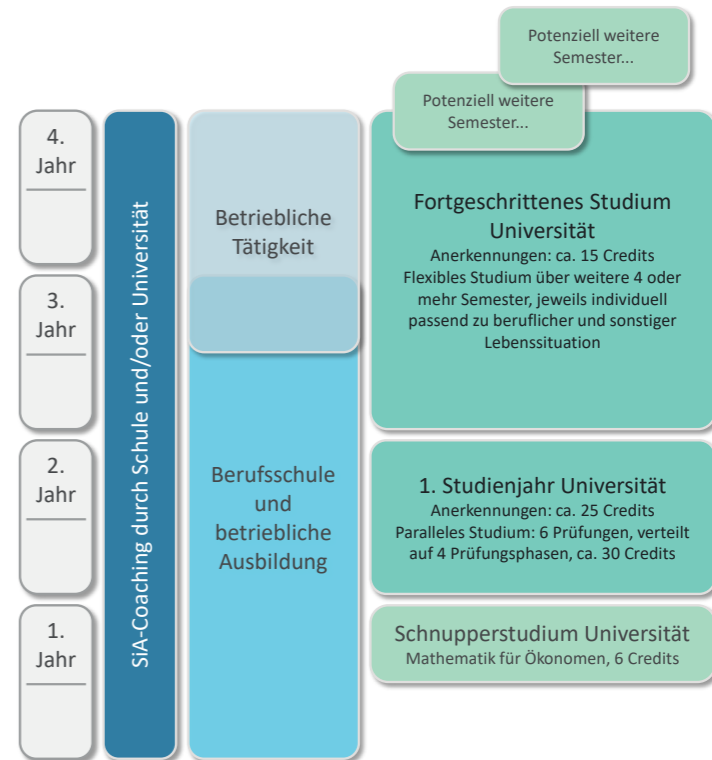 Potenziell weitere
Semester...
Potenziell weitere
Semester...
4.
Jahr
3.
Jahr
2.
Jahr
1.
Jahr
SiA-Coaching durch Schule und/oder Universität
Betriebliche
Tätigkeit
Berufsschule
und
betriebliche
Ausbildung
Fortgeschrittenes Studium
Universität
Anerkennungen: ca. 15 Credits
Flexibles Studium über weitere 4 oder
mehr Semester, jeweils individuell
passend zu beruflicher und sonstiger
Lebenssituation
1. Studienjahr Universität
Anerkennungen: ca. 25 Credits
Paralleles Studium: 6 Prüfungen, verteilt
auf 4 Prüfungsphasen, ca. 30 Credits
Schnupperstudium Universität
Mathematik für Ökonomen, 6 Credits